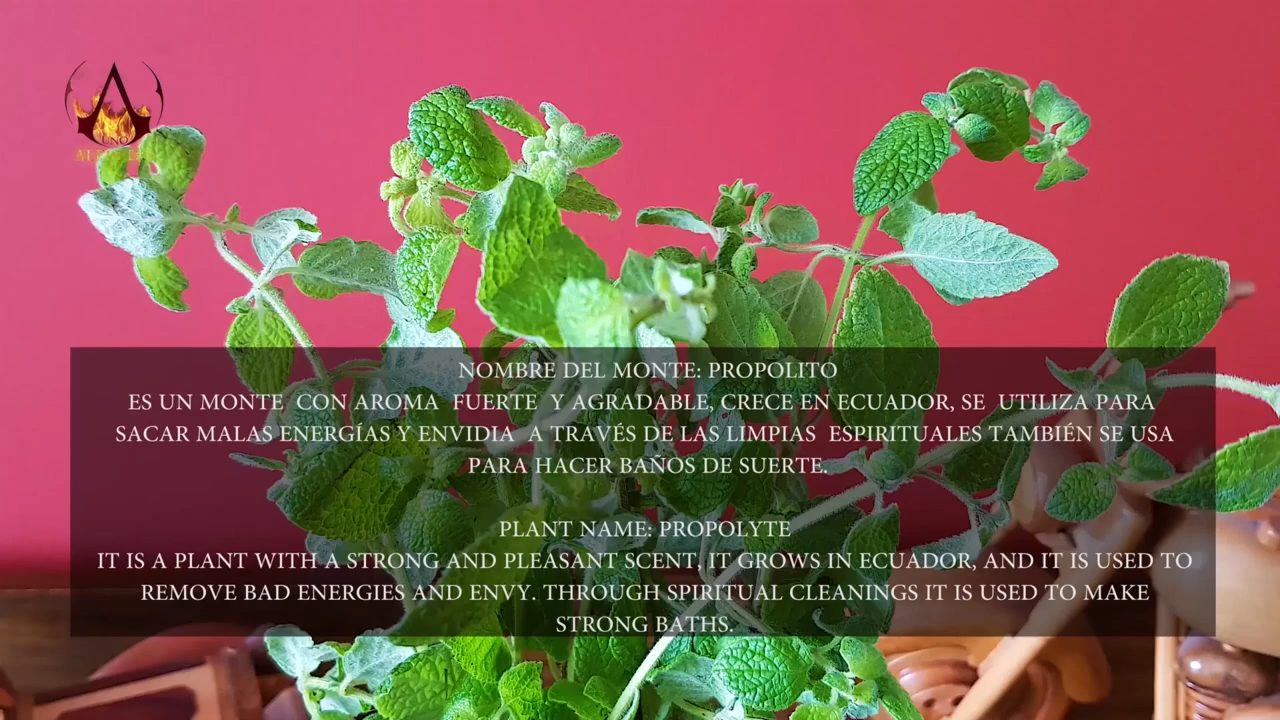 UNO
NOMBRE DEL MONTE: PROPOLITO
ES UN MONTE CON AROMA FUERTE Y AGRADABLE, CRECE EN ECUADOR, SE UTILIZA PARA
SACAR MALAS ENERGÍAS Y ENVIDIA A TRAVÉS DE LAS LIMPIAS ESPIRITUALES TAMBIÉN SE USA
PARA HACER BAÑOS DE SUERTE.
PLANT NAME: PROPOLYTE
IT IS A PLANT WITH A STRONG AND PLEASANT SCENT, IT GROWS IN ECUADOR, AND IT IS USED TO
REMOVE BAD ENERGIES AND ENVY. THROUGH SPIRITUAL CLEANINGS IT IS USED TO MAKE
STRONG BATHS.